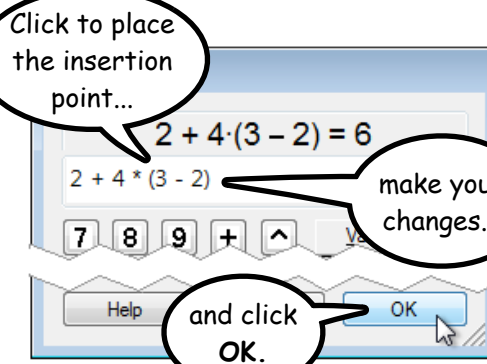 Click to place
the insertion
point...
2 + 4·(3 – 2) = 6
2 + 4 * (3 - 2)
make you
changes.
7 8 9 + ^
Help
OK
and click
OK.